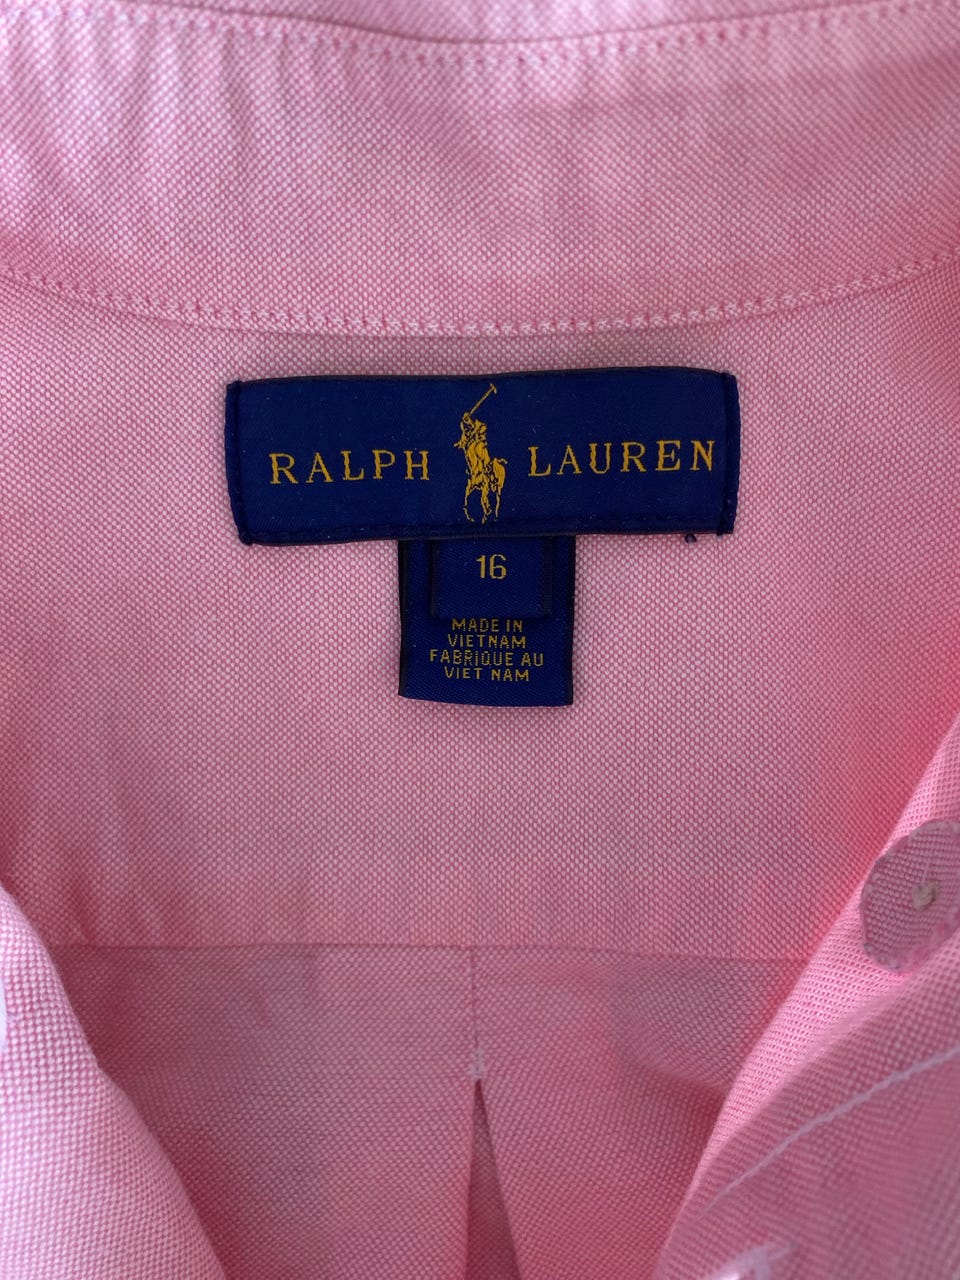 RALPH LAUREN
16
MADE IN
VIETNAM
FABRIQUE AU
VIET NAM